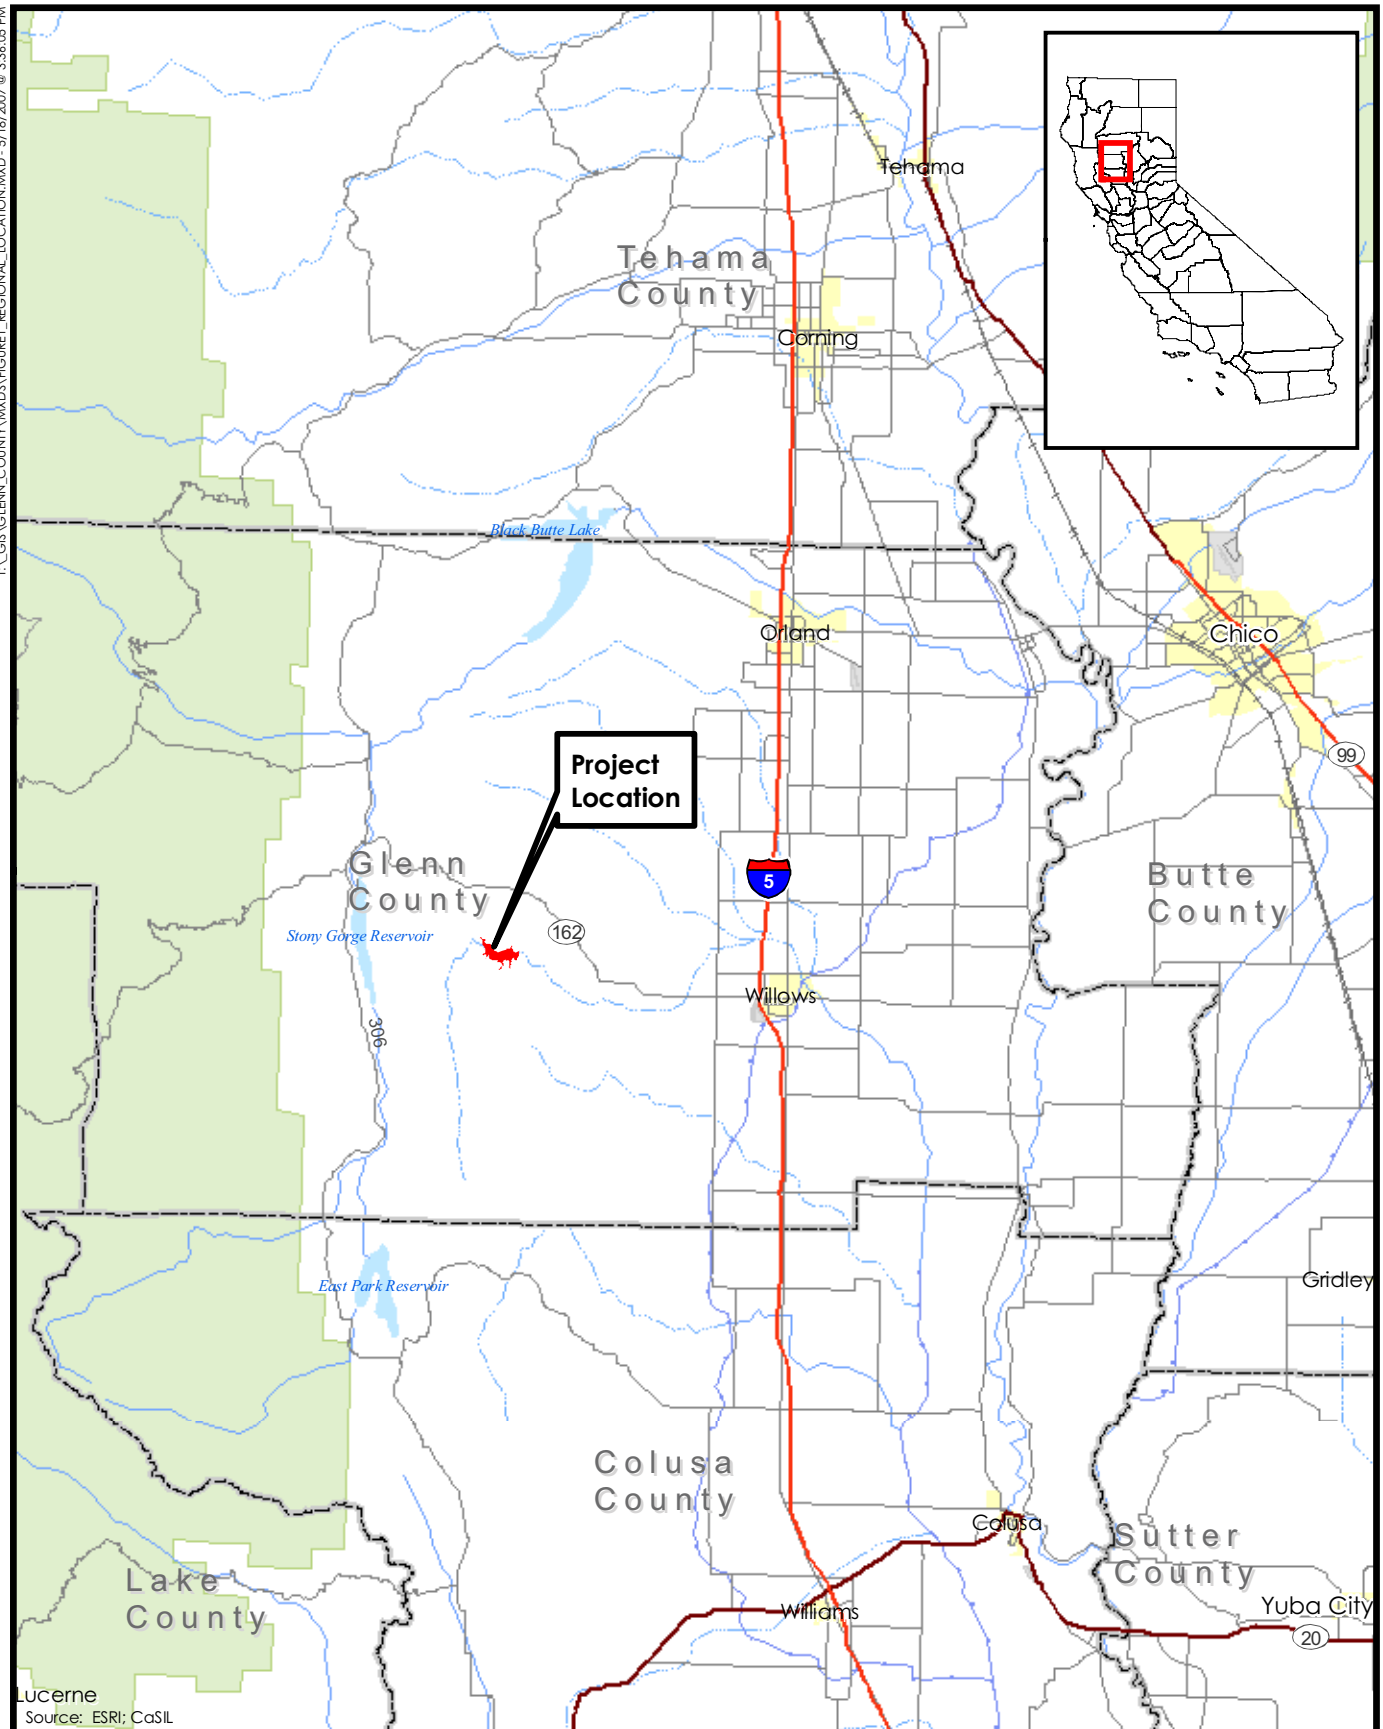 Tehama
Tehama
County
Corning
Black Butte Lake
Orland
Chico
99
Project
Location
5
Glenn
County
Butte
County
162
Stony Gorge Reservoir
Willows
306
East Park Reservoir
Gridley
Colusa
County
Colusa
Sutter
County
Lake
County
Williams
Yuba City
20
Lucerne
Source: ESRI; CaSIL